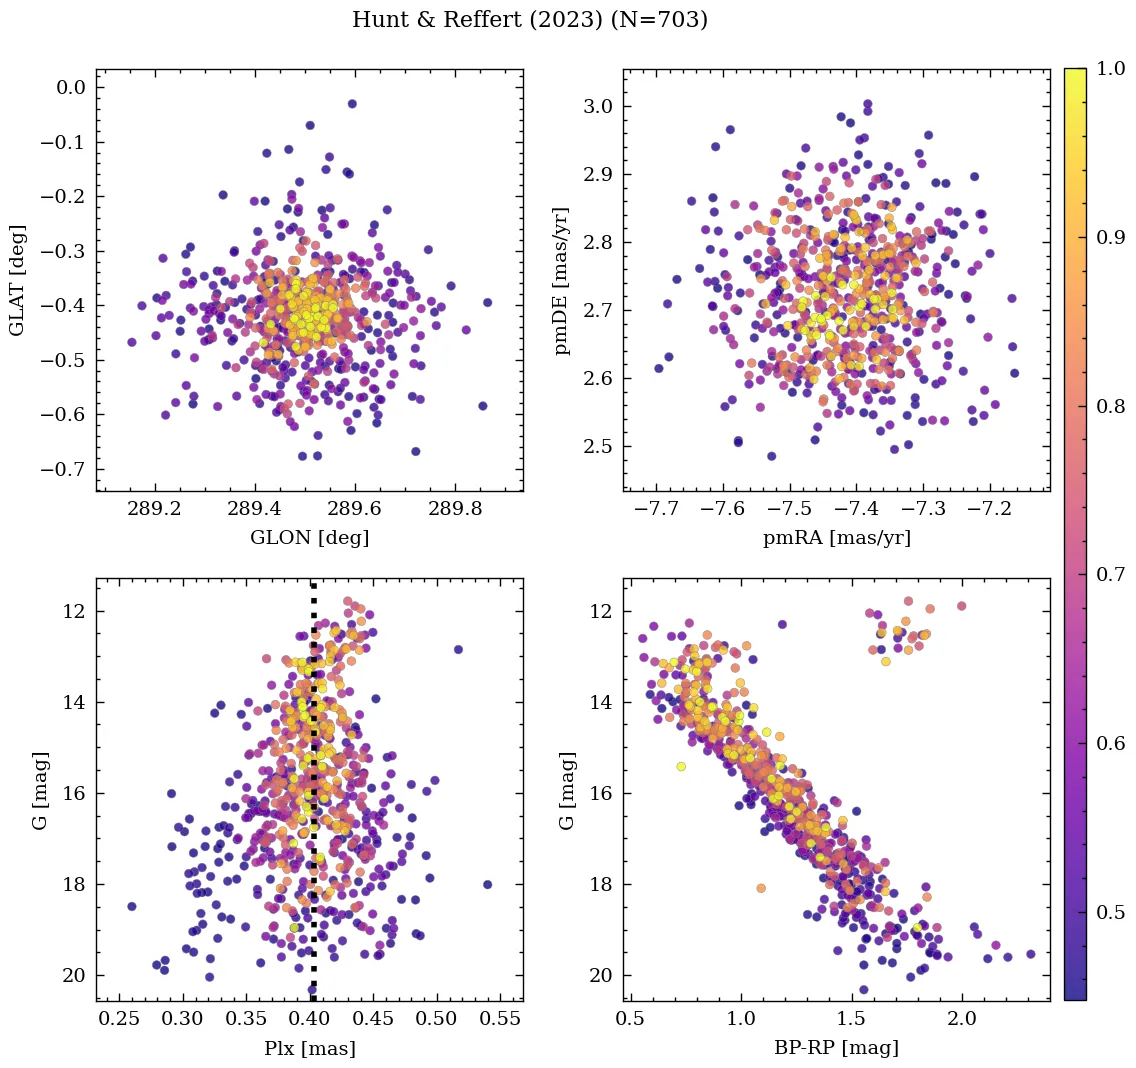 Hunt & Reffert (2023) (N=703)
0.0
−0.1
−0.2
−0.3
−0.4
−0.5
−0.6
−0.7
GLAT [deg]
289.2 289.4 289.6 289.8
GLON [deg]
3.0
2.9
2.8
2.7
2.6
2.5
pmDE [mas/yr]
−7.7 −7.6 −7.5 −7.4 −7.3 −7.2
pmRA [mas/yr]
12
14
16
18
20
G [mag]
0.25 0.30 0.35 0.40 0.45 0.50 0.55
Plx [mas]
12
14
16
18
20
G [mag]
0.5 1.0 1.5 2.0
BP-RP [mag]
1.0
0.9
0.8
0.7
0.6
0.5